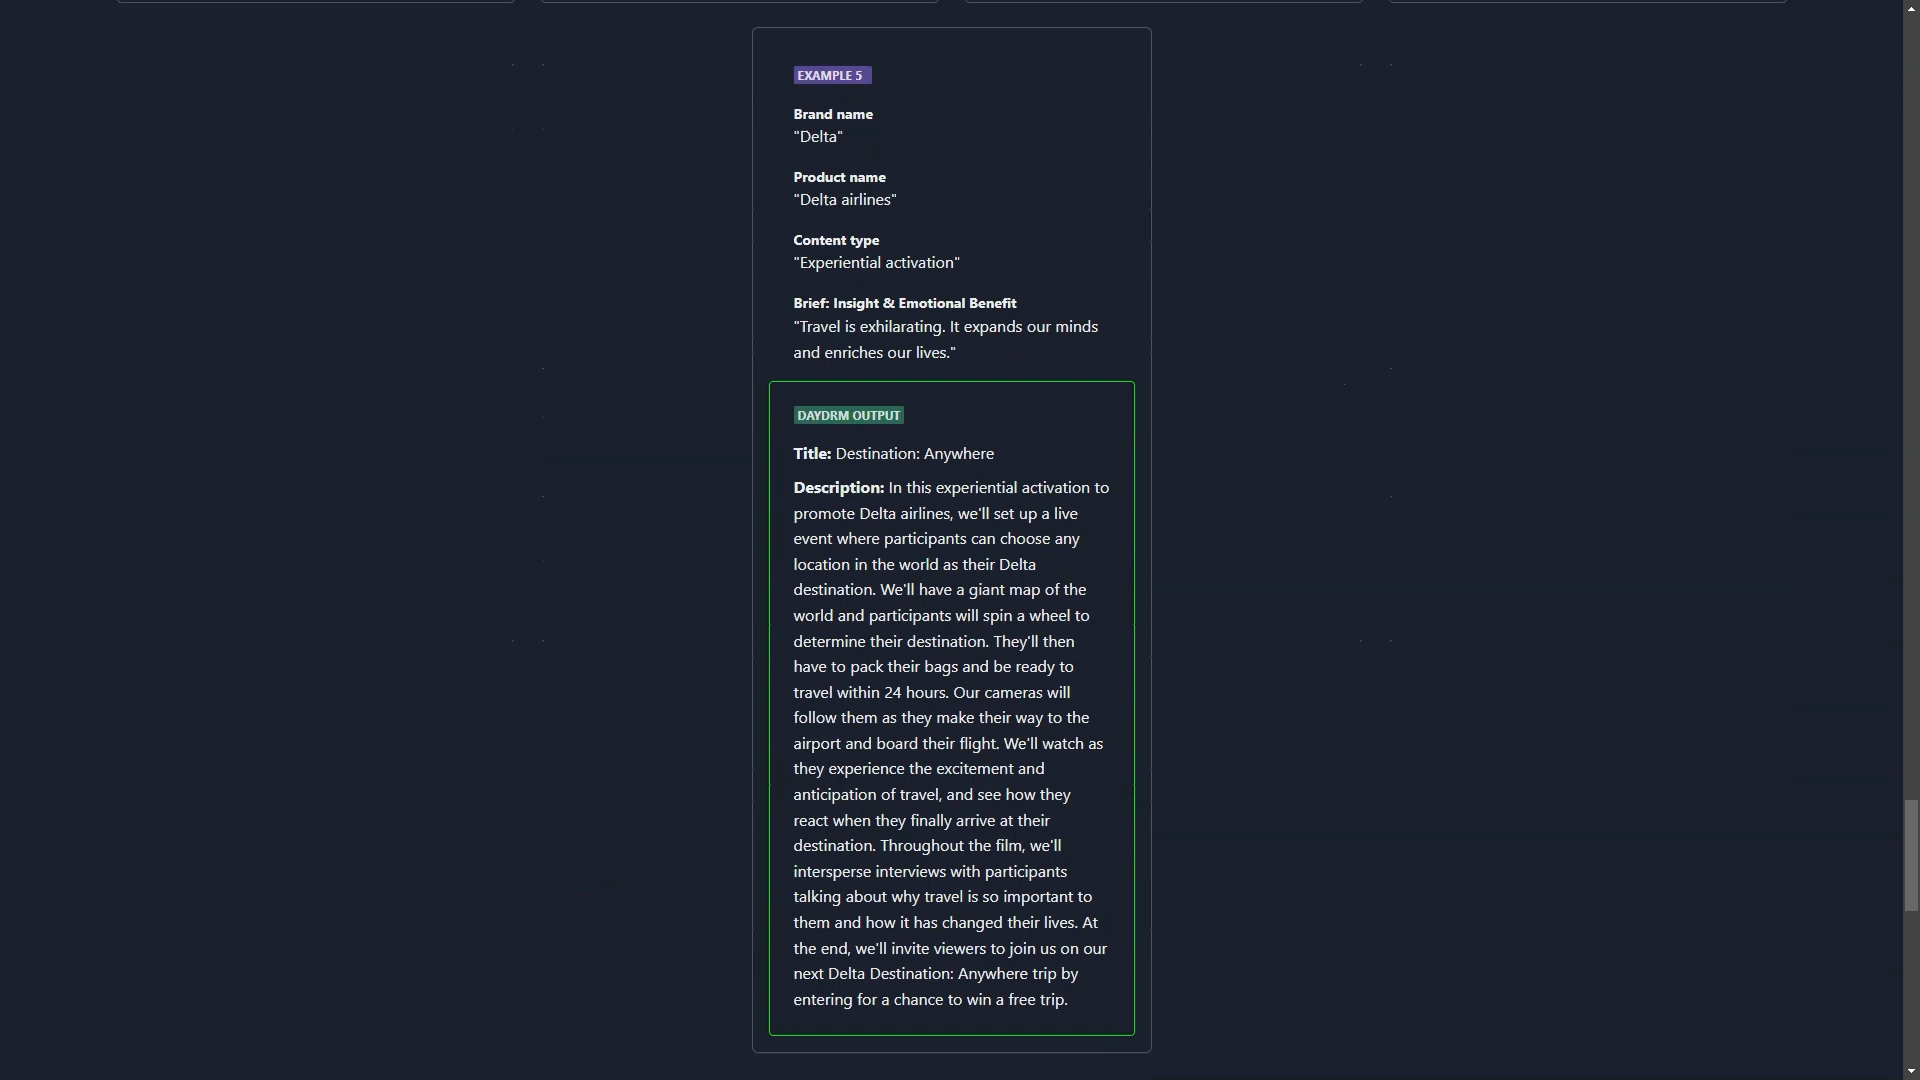 EXAMPLE 5
Brand name
"Delta"
Product name
"Delta airlines"
Content type
"Experiential activation"
Brief: Insight & Emotional Benefit
"Travel is exhilarating. It expands our minds
and enriches our lives."
DAYDRM OUTPUT
Title: Destination: Anywhere
Description: In this experiential activation to
promote Delta airlines, we'll set up a live
event where participants can choose any
location in the world as their Delta
destination. We'll have a giant map of the
world and participants will spin a wheel to
determine their destination. They'll then
have to pack their bags and be ready to
travel within 24 hours. Our cameras will
follow them as they make their way to the
airport and board their flight. We'll watch as
they experience the excitement and
anticipation of travel, and see how they
react when they finally arrive at their
destination. Throughout the film, we'll
intersperse interviews with participants
talking about why travel is so important to
them and how it has changed their lives. At
the end, we'll invite viewers to join us on our
next Delta Destination: Anywhere trip by
entering for a chance to win a free trip.